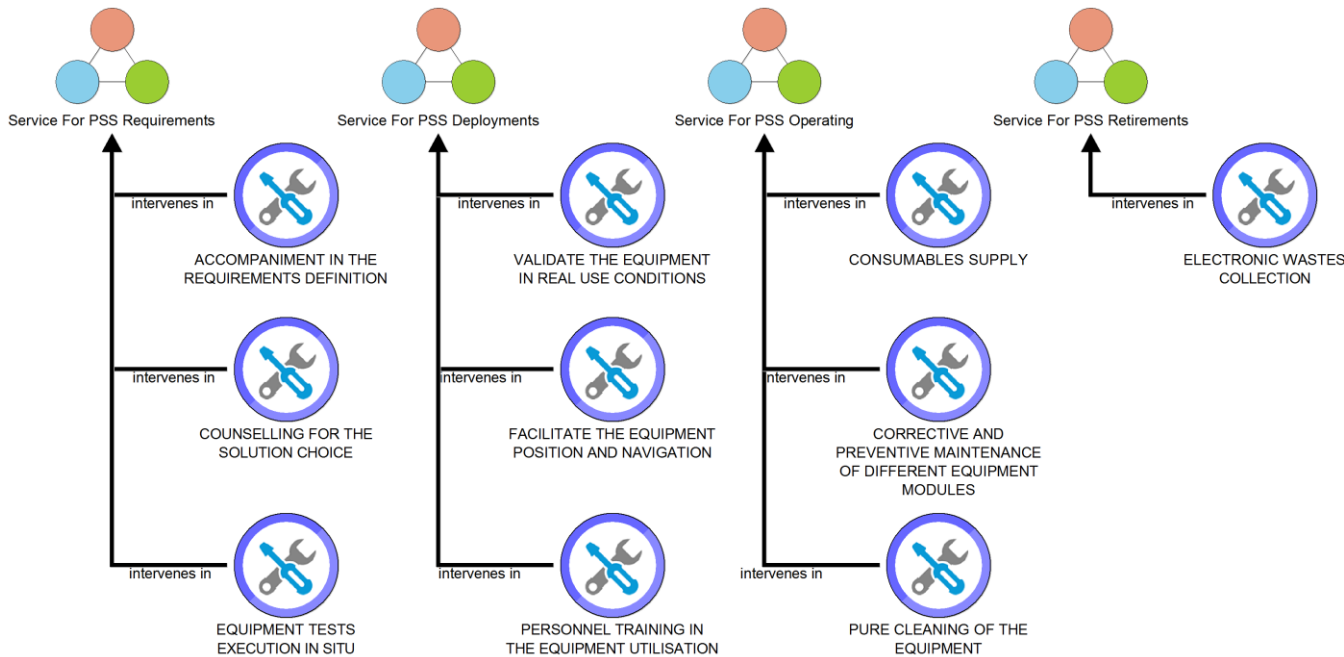 Service For PSS Requirements
Service For PSS Deployments
Service For PSS Operating
Service For PSS Retirements
intervenes in
intervenes in
intervenes in
intervenes in
ACCOMPANIMENT IN THE
REQUIREMENTS DEFINITION
VALIDATE THE EQUIPMENT
IN REAL USE CONDITIONS
CONSUMABLES SUPPLY
ELECTRONIC WASTES
COLLECTION
intervenes in
intervenes in
intervenes in
COUNSELLING FOR THE
SOLUTION CHOICE
FACILITATE THE EQUIPMENT
POSITION AND NAVIGATION
CORRECTIVE AND
PREVENTIVE MAINTENANCE
OF DIFFERENT EQUIPMENT
MODULES
intervenes in
intervenes in
intervenes in
EQUIPMENT TESTS
EXECUTION IN SITU
PERSONNEL TRAINING IN
THE EQUIPMENT UTILISATION
PURE CLEANING OF THE
EQUIPMENT